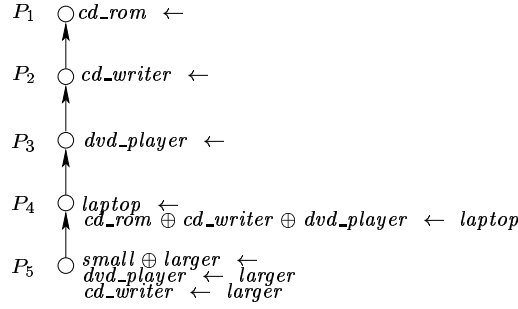 P₁ cd_rom ←
P₂ cd_writer ←
P₃ dvd_player ←
P₄ laptop ←
cd_rom ⊕ cd_writer ⊕ dvd_player ← laptop
P₅ small ⊕ larger ←
dvd_player ← larger
cd_writer ← larger